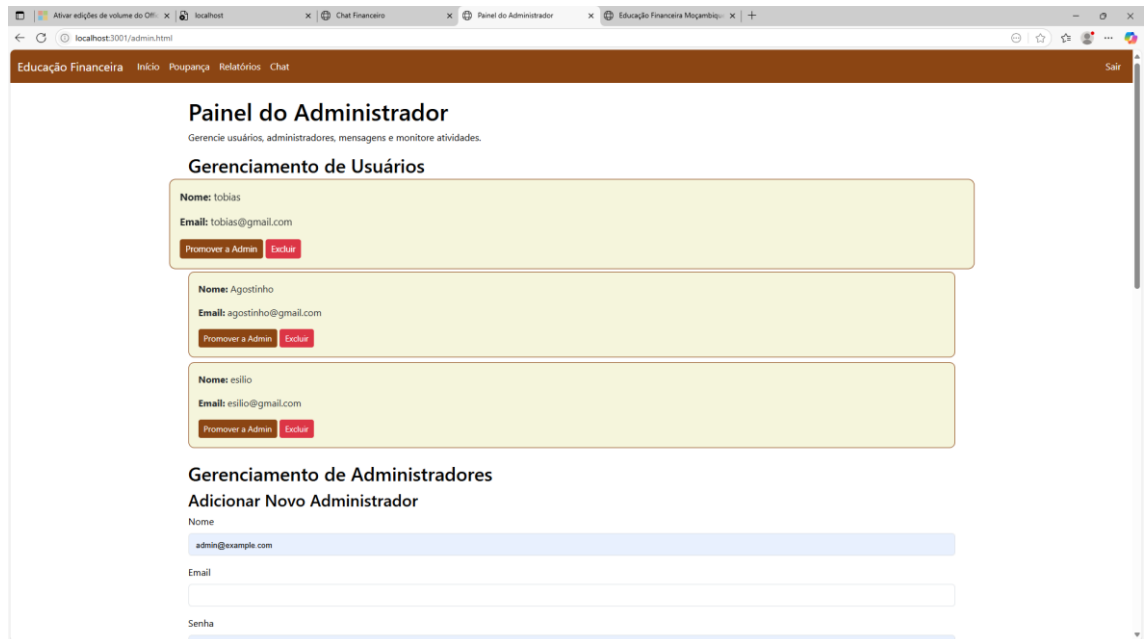 Ativar edições de volume do Offi
localhost
Chat Financeiro
Painel do Administrador
Educação Financeira Moçambiqu
localhost:3001/admin.html
Educação Financeira Início Poupança Relatórios Chat Sair
Painel do Administrador
Gerencie usuários, administradores, mensagens e monitore atividades.
Gerenciamento de Usuários
Nome: tobias
Email: tobias@gmail.com
Promover a Admin Excluir
Nome: Agostinho
Email: agostinho@gmail.com
Promover a Admin Excluir
Nome: esilio
Email: esilio@gmail.com
Promover a Admin Excluir
Gerenciamento de Administradores
Adicionar Novo Administrador
Nome
admin@example.com
Email
Senha